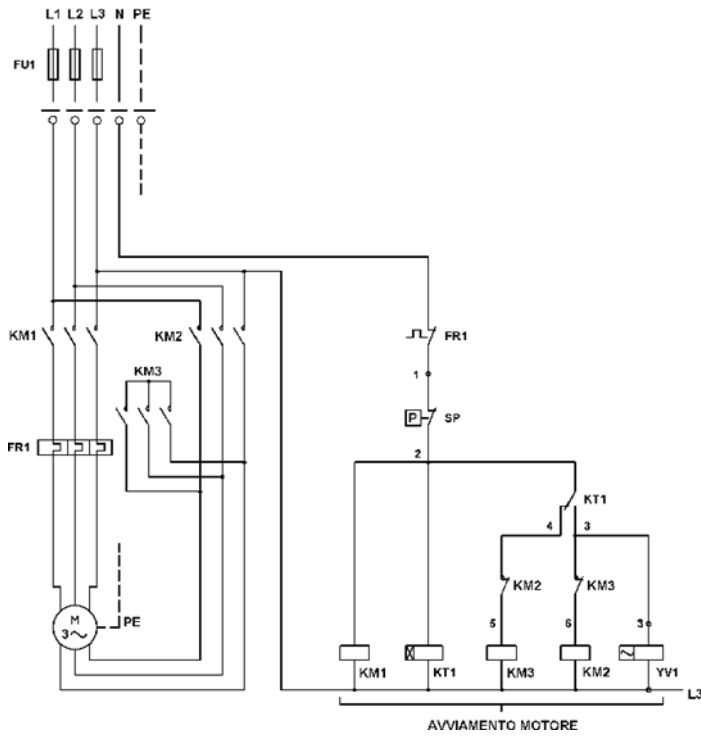 L1 L2 L3 N PE
FU1
KM1
KM2
FR1
1
KM3
P SP
FR1
2
KT1
4 3
KM2 KM3
M
3
PE
5 6 3
KM1 KT1 KM3 KM2 YV1
L3
AVVIAMENTO MOTORE